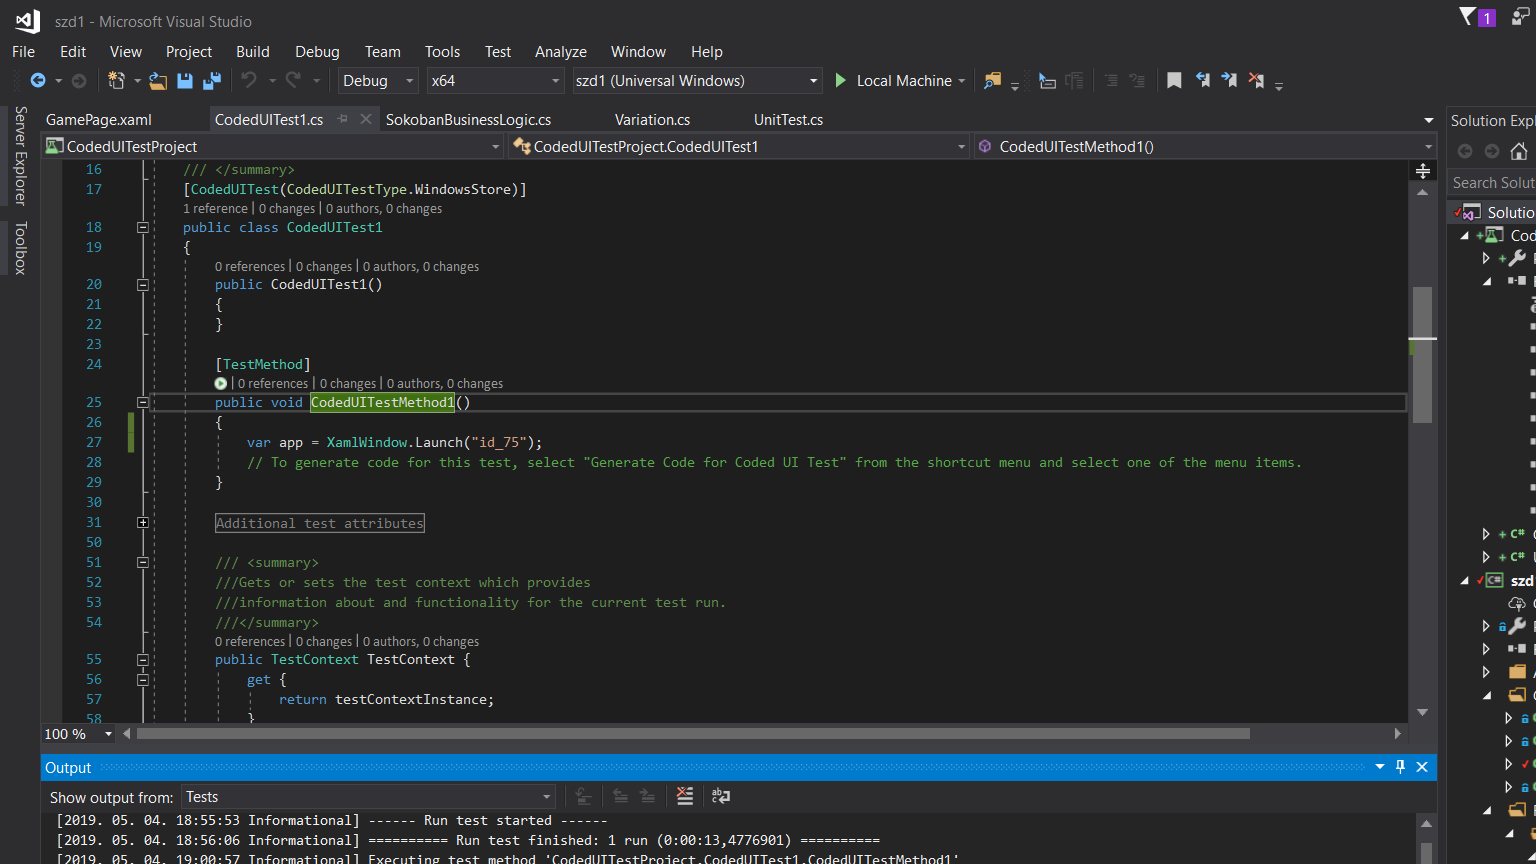 szd1 - Microsoft Visual Studio
1
File Edit View Project Build Debug Team Tools Test Analyze Window Help
Debug x64 szd1 (Universal Windows) Local Machine
Server Explorer
Toolbox
GamePage.xaml CodedUITest1.cs SokobanBusinessLogic.cs Variation.cs UnitTest.cs
CodedUITestProject CodedUITestProject.CodedUITest1 CodedUITestMethod1()
16 /// </summary>
17 [CodedUITest(CodedUITestType.WindowsStore)]
1 reference | 0 changes | 0 authors, 0 changes
18 public class CodedUITest1
19 {
0 references | 0 changes | 0 authors, 0 changes
20 public CodedUITest1()
21 {
22 }
23
24 [TestMethod]
| 0 references | 0 changes | 0 authors, 0 changes
25 public void CodedUITestMethod1()
26 {
27 var app = XamlWindow.Launch("id_75");
28 // To generate code for this test, select "Generate Code for Coded UI Test" from the shortcut menu and select one of the menu items.
29 }
30
31 Additional test attributes
50
51 /// <summary>
52 ///Gets or sets the test context which provides
53 ///information about and functionality for the current test run.
54 ///</summary>
0 references | 0 changes | 0 authors, 0 changes
55 public TestContext TestContext {
56 get {
57 return testContextInstance;
58 }
100 %
Output
Show output from: Tests
[2019. 05. 04. 18:55:53 Informational] ------ Run test started ------
[2019. 05. 04. 18:56:06 Informational] ========== Run test finished: 1 run (0:00:13,4776901) ==========
[2019. 05. 04. 19:00:57 Informational] Executing test method 'CodedUITestProject.CodedUITest1.CodedUITestMethod1'
Solution Exp
Search Solut
Solutio
Cod
C#
C#
C# szd